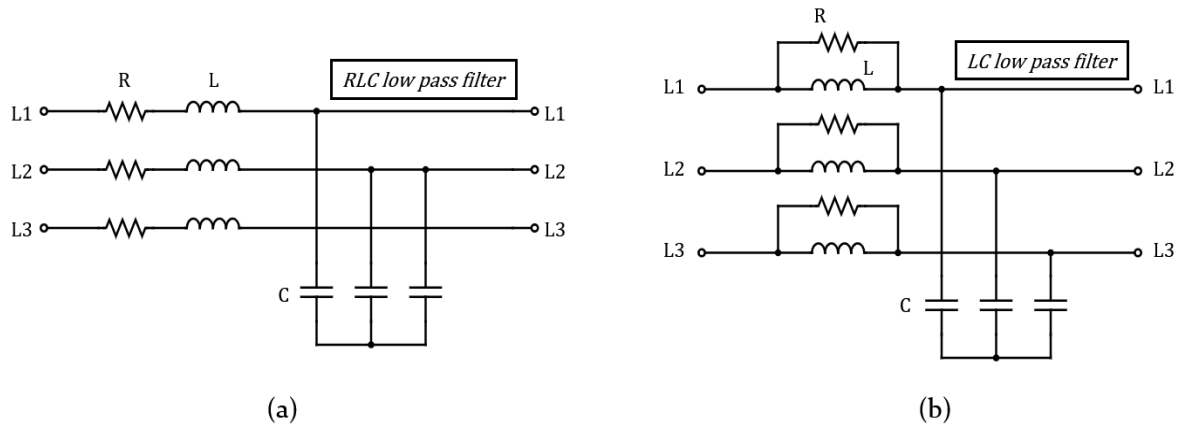 R L RLC low pass filter
L1 L1
L2 L2
L3 L3
C
(a)
R
L LC low pass filter
L1 L1
L2 L2
L3 L3
C
(b)